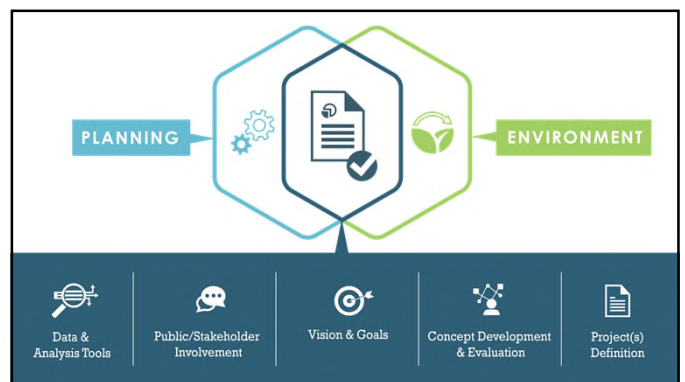 PLANNING
ENVIRONMENT
Data &
Analysis Tools
Public/Stakeholder
Involvement
Vision & Goals
Concept Development
& Evaluation
Project(s)
Definition